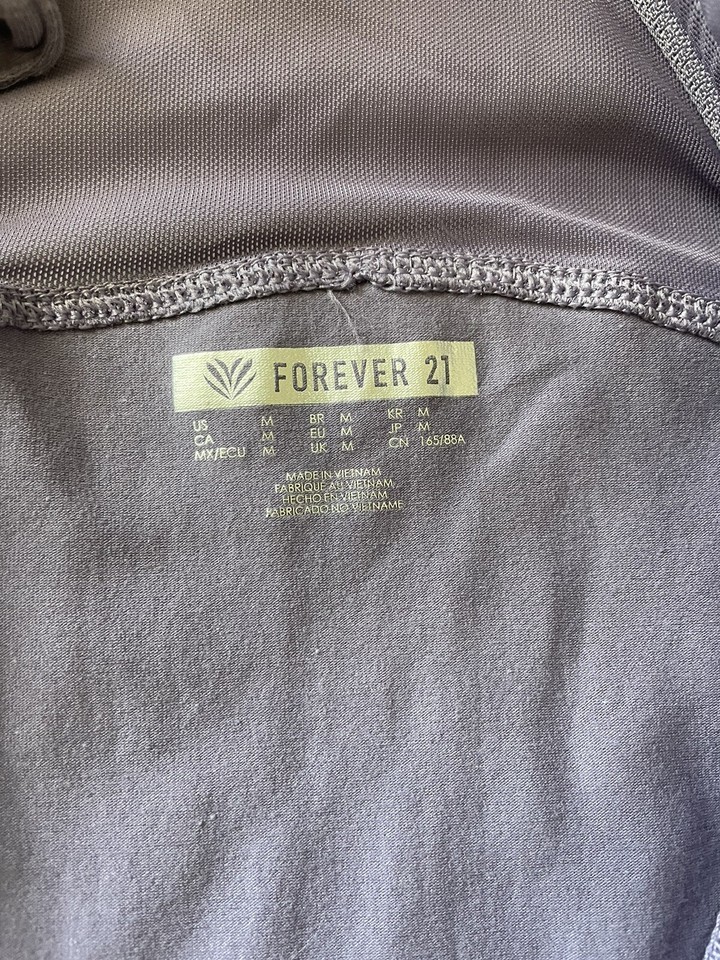 FOREVER 21
US M BR M KR M
CA M EU M JP M
MX/ECU M UK M CN 165/88A
MADE IN VIETNAM
FABRIQUE AU VIETNAM
HECHO EN VIETNAM
FABRICADO NO VIETNAME